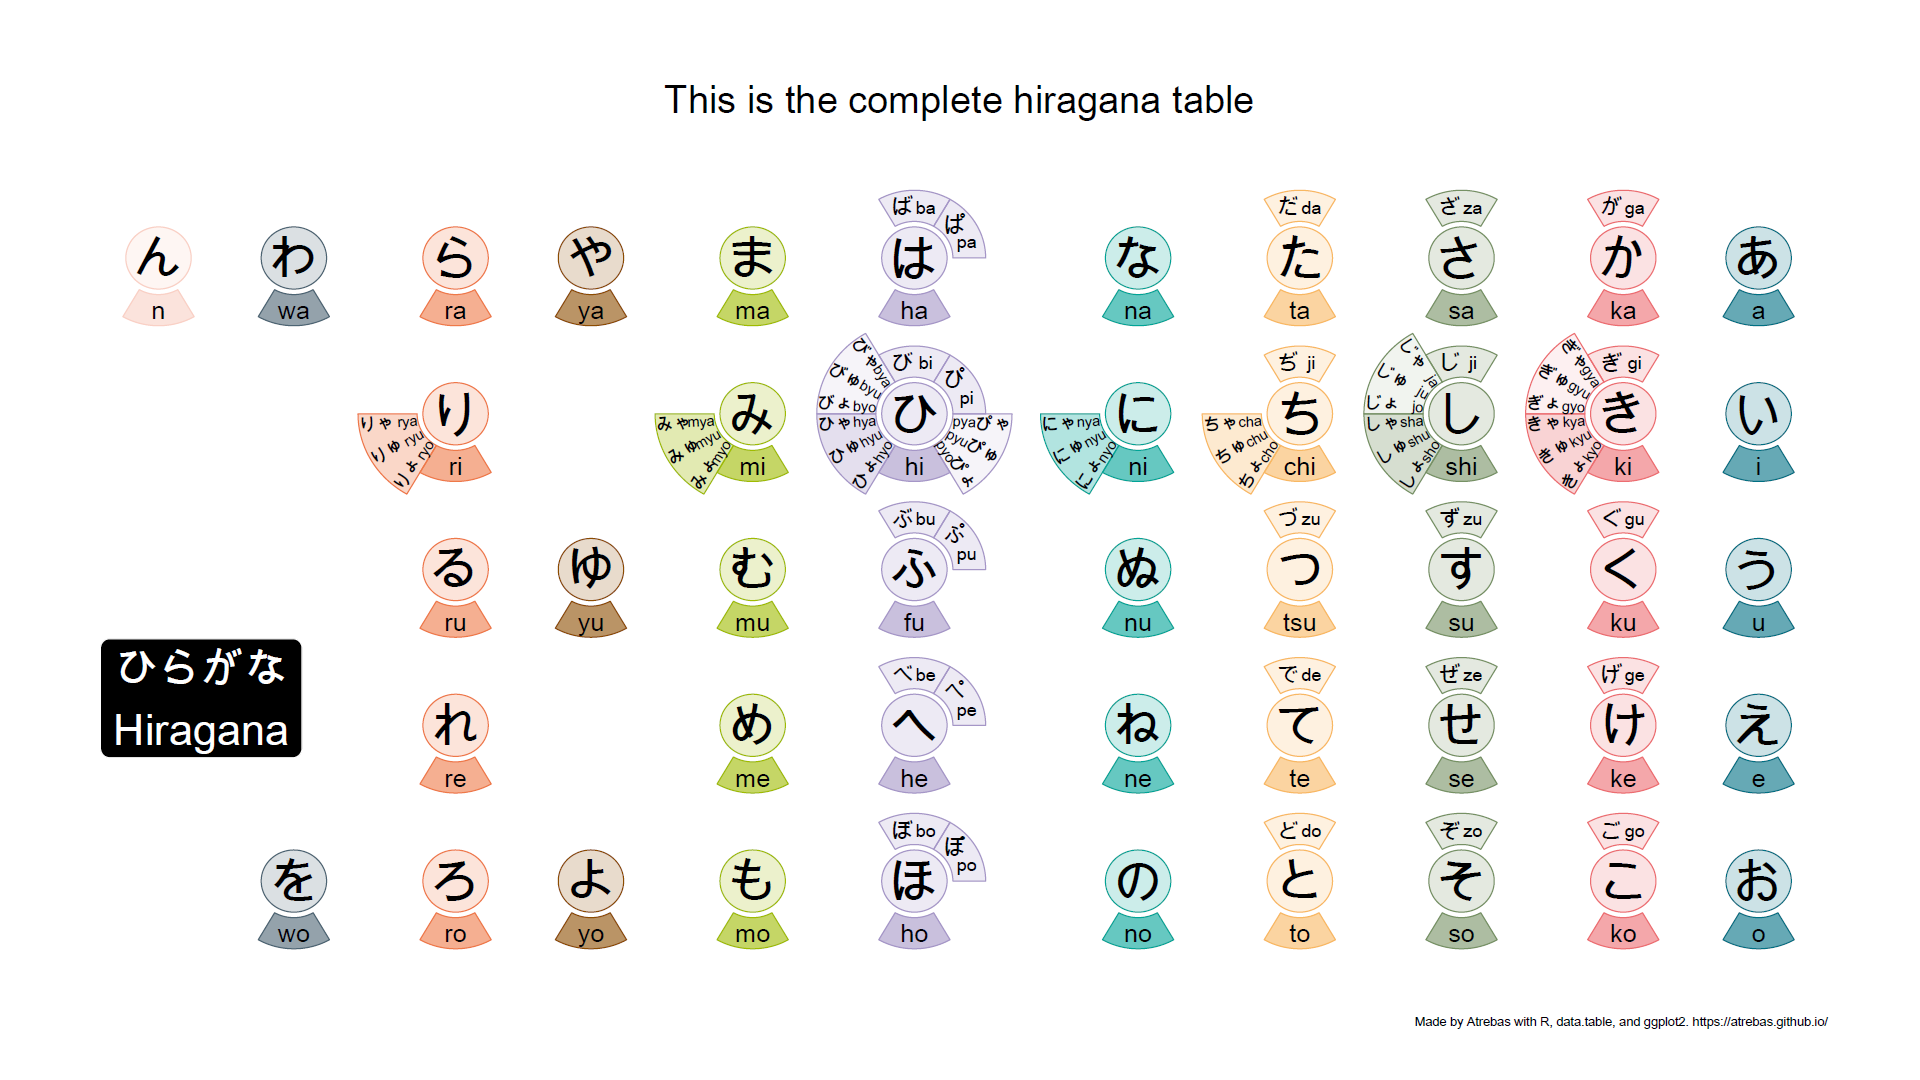 This is the complete hiragana table
ば ba
だ da
ざ za
が ga
ぱ pa
ん わ ら や ま は な た さ か あ
n wa ra ya ma ha na ta sa ka a
びゃ bya
び bi
ぢ ji
じゃ ja
じ ji
ぎゃ gya
ぎ gi
びゅ byu
ぴ pi
じゅ ju
ぎゅ gyu
びょ byo
じょ jo
ぎょ gyo
り み ひ に ち し き い
りゃ rya
みゃ mya
ひゃ hya
pya ぴゃ
にゃ nya
ちゃ cha
しゃ sha
きゃ kya
りゅ ryu
みゅ myu
ひゅ hyu
pyu ぴゅ
にゅ nyu
ちゅ chu
しゅ shu
きゅ kyu
りょ ryo
みょ myo
ひょ hyo
pyo ぴょ
にょ nyo
ちょ cho
しょ sho
きょ kyo
ri mi hi ni chi shi ki i
ぶ bu
づ zu
ず zu
ぐ gu
ぷ pu
る ゆ む ふ ぬ つ す く う
ru yu mu fu nu tsu su ku u
べ be
で de
ぜ ze
げ ge
ぺ pe
れ め へ ね て せ け え
re me he ne te se ke e
ひらがな
Hiragana
ぼ bo
ど do
ぞ zo
ご go
ぽ po
を ろ よ も ほ の と そ こ お
wo ro yo mo ho no to so ko o
Made by Atrebas with R, data.table, and ggplot2. https://atrebas.github.io/